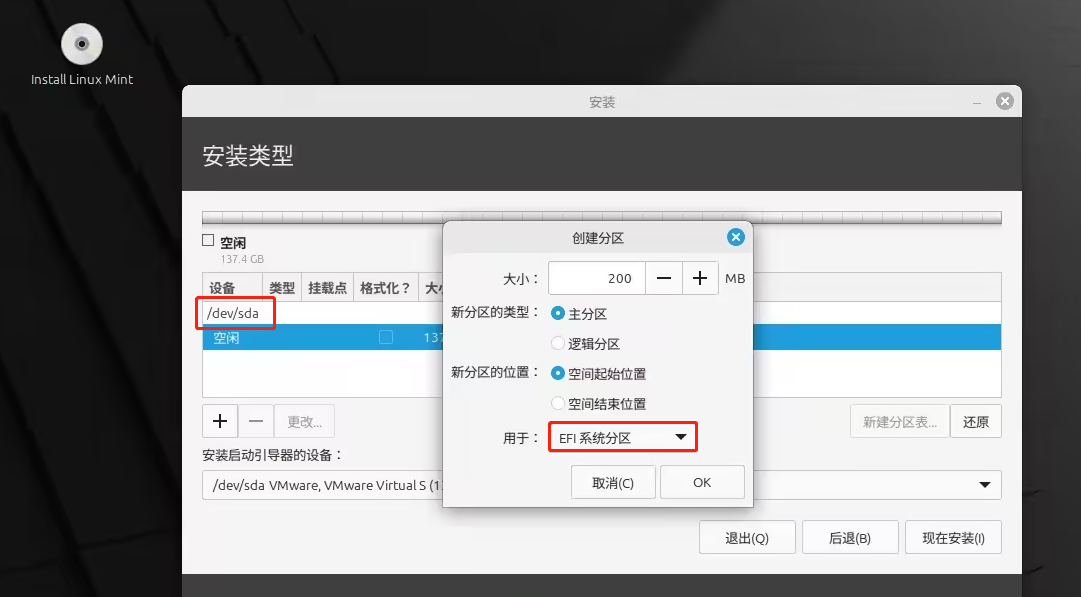 Install Linux Mint
安装
安装类型
空闲
137.4 GB
设备 类型 挂载点 格式化？
/dev/sda
空闲 137
更改...
新建分区表... 还原
安装启动引导器的设备：
/dev/sda VMware, VMware Virtual S (1
退出(Q) 后退(B) 现在安装(I)
创建分区
大小： 200 MB
新分区的类型： 主分区
逻辑分区
新分区的位置： 空间起始位置
空间结束位置
用于： EFI 系统分区
取消(C) OK